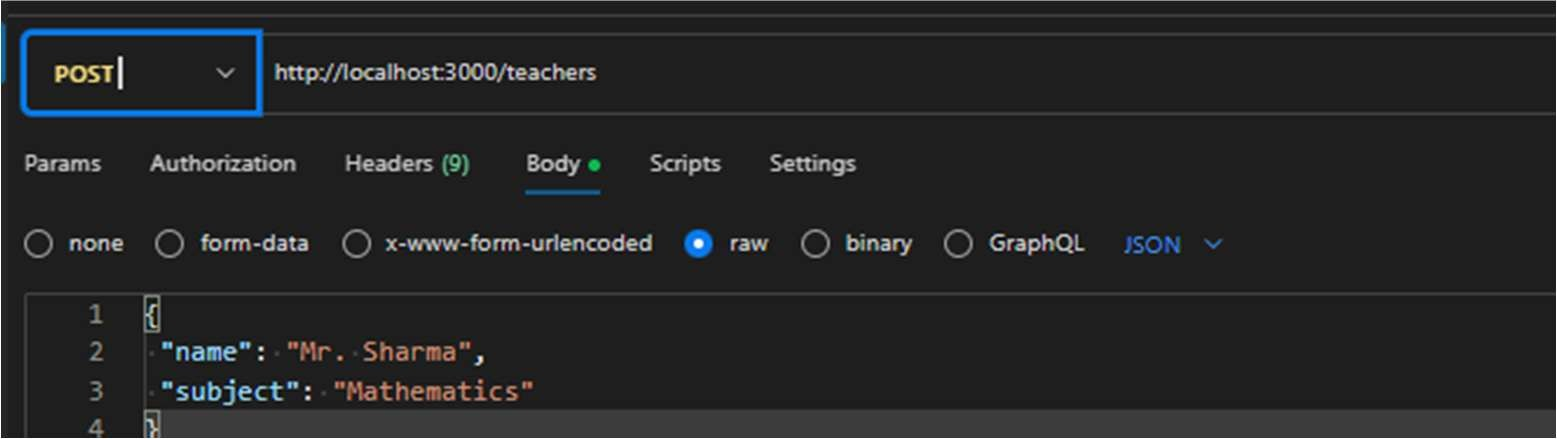 POST http://localhost:3000/teachers
Params Authorization Headers (9) Body Scripts Settings
none form-data x-www-form-urlencoded raw binary GraphQL JSON
1 {
2 "name": "Mr. Sharma",
3 "subject": "Mathematics"
4 }